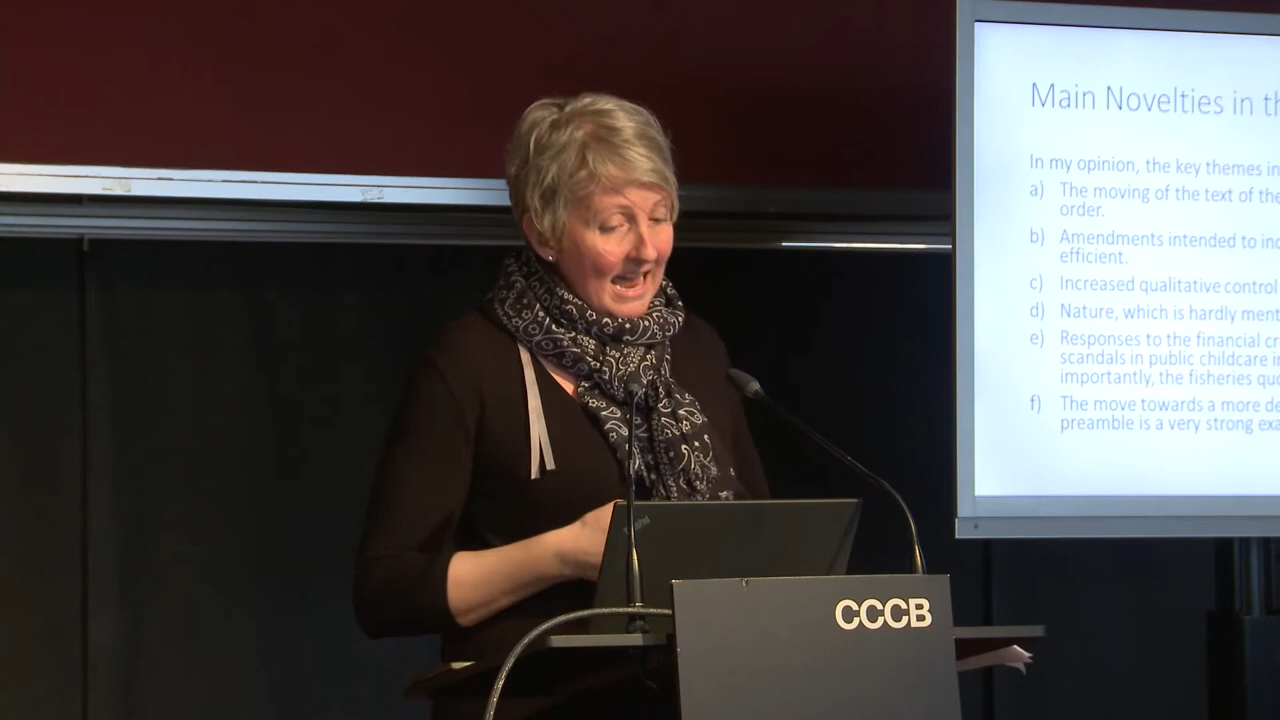 Main Novelties in th
In my opinion, the key themes in
a) The moving of the text of the
order.
b) Amendments intended to inc
efficient.
c) Increased qualitative control
d) Nature, which is hardly ment
e) Responses to the financial cr
scandals in public childcare in
importantly, the fisheries quo
f) The move towards a more de
preamble is a very strong exa
ThinkPad
CCCB